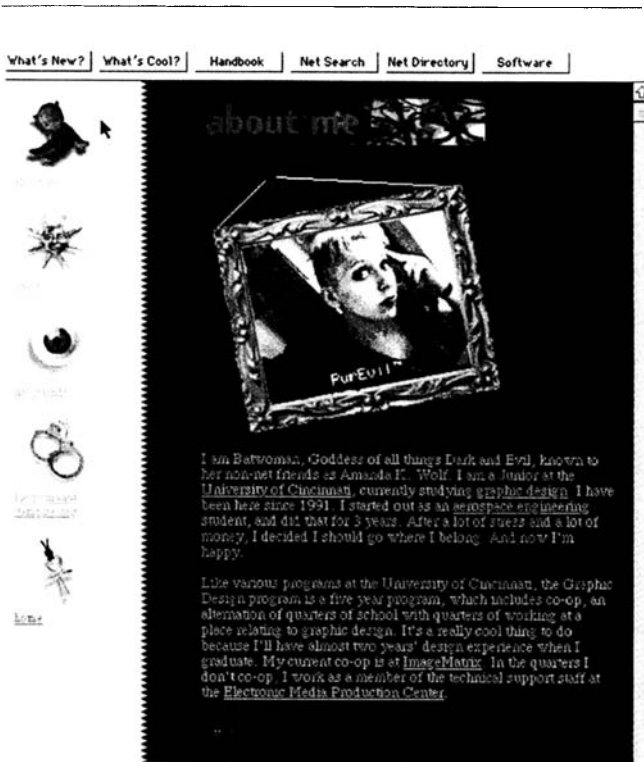 What's New?
What's Cool?
Handbook
Net Search
Net Directory
Software
about me
PurEvil
home
I am Batwoman, Goddess of all things Dark and Evil, known to
her non-net friends as Amanda K. Wolf. I am a Junior at the
University of Cincinnati, currently studying graphic design. I have
been here since 1991. I started out as an aerospace engineering
student, and did that for 3 years. After a lot of stress and a lot of
money, I decided I should go where I belong. And now I'm
happy.
Like various programs at the University of Cincinnati, the Graphic
Design program is a five year program, which includes co-op, an
alternation of quarters of school with quarters of working at a
place relating to graphic design. It's a really cool thing to do
because I'll have almost two years' design experience when I
graduate. My current co-op is at ImageMatrix. In the quarters I
don't co-op, I work as a member of the technical support staff at
the Electronic Media Production Center.